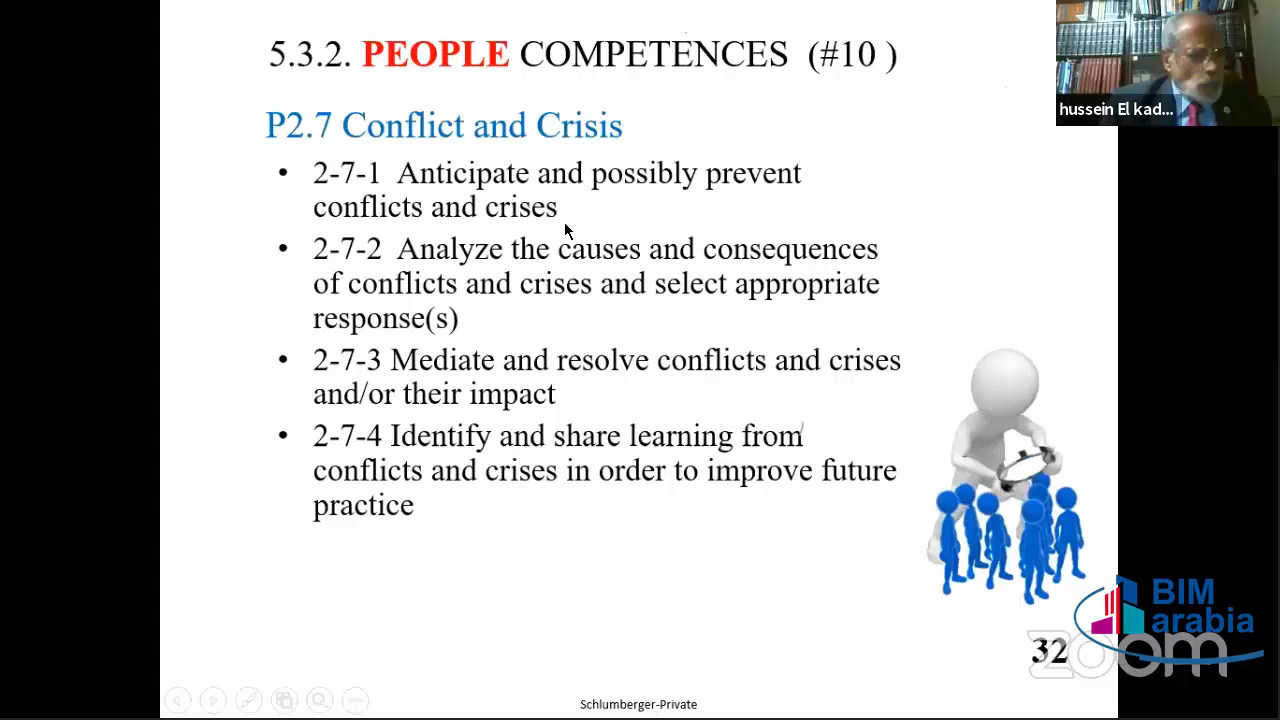 5.3.2. PEOPLE COMPETENCES (#10 )
hussein El kad...
P2.7 Conflict and Crisis
• 2-7-1 Anticipate and possibly prevent
conflicts and crises
• 2-7-2 Analyze the causes and consequences
of conflicts and crises and select appropriate
response(s)
• 2-7-3 Mediate and resolve conflicts and crises
and/or their impact
• 2-7-4 Identify and share learning from
conflicts and crises in order to improve future
practice
BIM
arabia
32
zoom
Schlumberger-Private